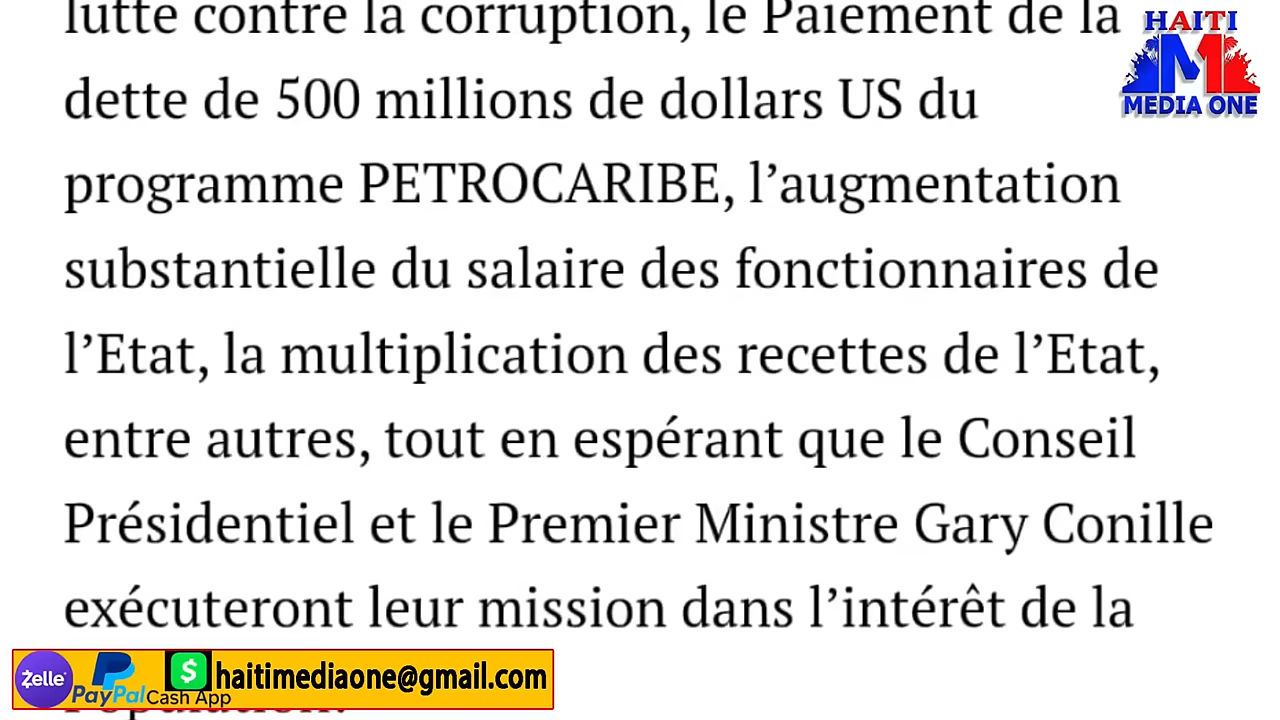 lutte contre la corruption, le Paiement de la
dette de 500 millions de dollars US du
programme PETROCARIBE, l’augmentation
substantielle du salaire des fonctionnaires de
l’Etat, la multiplication des recettes de l’Etat,
entre autres, tout en espérant que le Conseil
Présidentiel et le Premier Ministre Gary Conille
exécuteront leur mission dans l’intérêt de la
HAITI
M1
MEDIA ONE
Zelle
PayPal
$
Cash App
haitimediaone@gmail.com